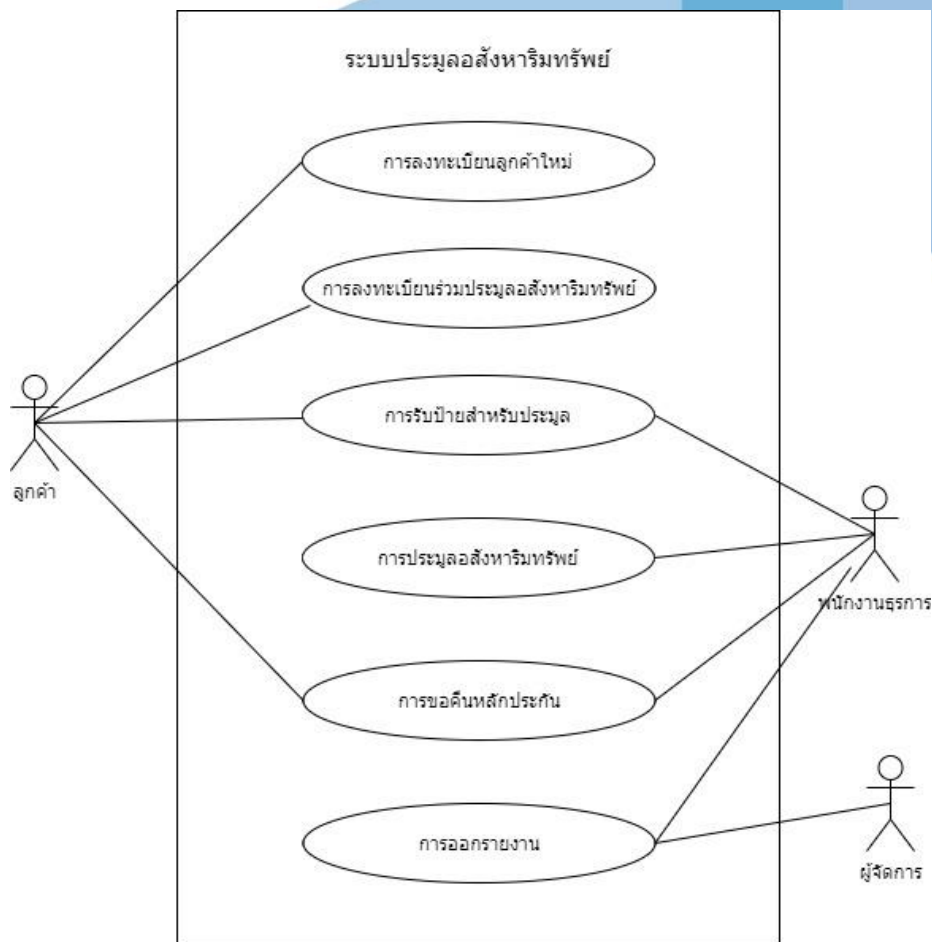 ระบบประมูลอสังหาริมทรัพย์
การลงทะเบียนลูกค้าใหม่
การลงทะเบียนร่วมประมูลอสังหาริมทรัพย์
การรับป้ายสำหรับประมูล
ลูกค้า
การประมูลอสังหาริมทรัพย์
พนักงานธุรการ
การขอคืนหลักประกัน
การออกรายงาน
ผู้จัดการ